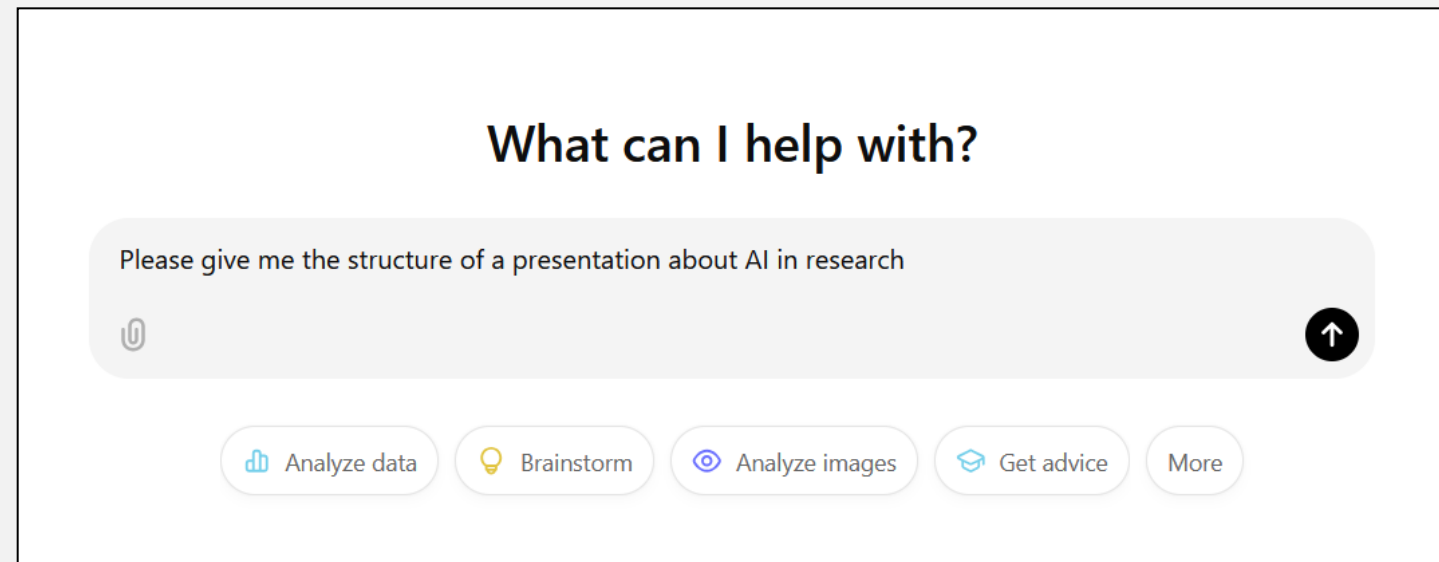 What can I help with?
Please give me the structure of a presentation about AI in research
Analyze data
Brainstorm
Analyze images
Get advice
More